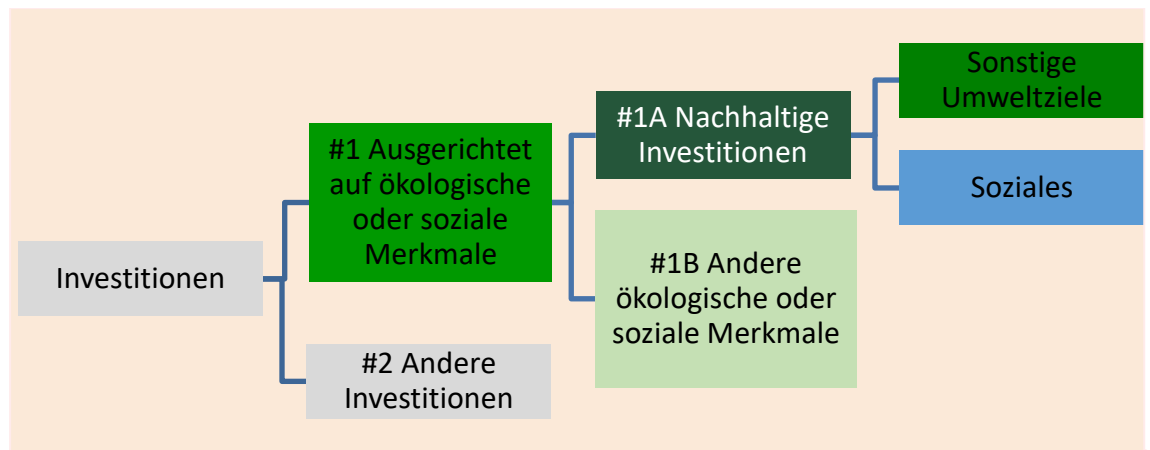 Investitionen
#1 Ausgerichtet
auf ökologische
oder soziale
Merkmale
#2 Andere
Investitionen
#1A Nachhaltige
Investitionen
#1B Andere
ökologische oder
soziale Merkmale
Sonstige
Umweltziele
Soziales